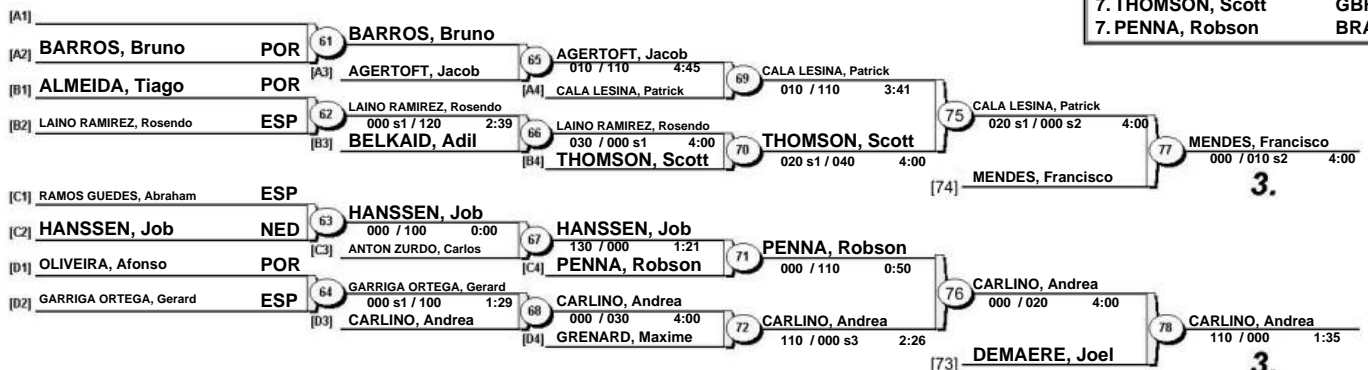 7. THOMSON, Scott GBR
7. PENNA, Robson BRA
[A1]
[A2] BARROS, Bruno POR
61
BARROS, Bruno
[A3] AGERTOFT, Jacob
65
AGERTOFT, Jacob
010 / 110 4:45
[A4] CALA LESINA, Patrick
69
CALA LESINA, Patrick
010 / 110 3:41
[B1] ALMEIDA, Tiago POR
[B2] LAINO RAMIREZ, Rosendo ESP
62
LAINO RAMIREZ, Rosendo
000 s1 / 120 2:39
[B3] BELKAID, Adil
66
LAINO RAMIREZ, Rosendo
030 / 000 s1 4:00
[B4] THOMSON, Scott
70
THOMSON, Scott
020 s1 / 040 4:00
75
CALA LESINA, Patrick
020 s1 / 000 s2 4:00
[74] MENDES, Francisco
77
MENDES, Francisco
000 / 010 s2 4:00
3.
[C1] RAMOS GUEDES, Abraham ESP
[C2] HANSSEN, Job NED
63
HANSSEN, Job
000 / 100 0:00
[C3] ANTON ZURDO, Carlos
67
HANSSEN, Job
130 / 000 1:21
[C4] PENNA, Robson
71
PENNA, Robson
000 / 110 0:50
[D1] OLIVEIRA, Afonso POR
[D2] GARRIGA ORTEGA, Gerard ESP
64
GARRIGA ORTEGA, Gerard
000 s1 / 100 1:29
[D3] CARLINO, Andrea
68
CARLINO, Andrea
000 / 030 4:00
[D4] GRENARD, Maxime
72
CARLINO, Andrea
110 / 000 s3 2:26
76
CARLINO, Andrea
000 / 020 4:00
[73] DEMAERE, Joel
78
CARLINO, Andrea
110 / 000 1:35
3.